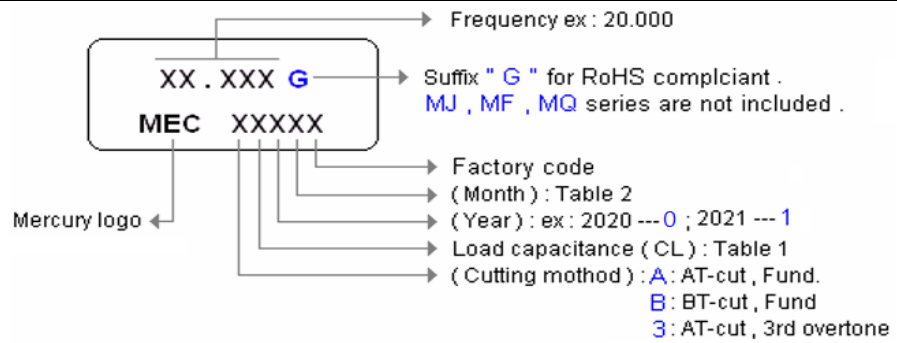 Frequency ex : 20.000
XX . XXX G
Suffix " G " for RoHS complciant .
MJ , MF , MQ series are not included .
MEC XXXXX
Factory code
( Month ) : Table 2
Mercury logo
( Year ) : ex : 2020 --- 0 ; 2021 --- 1
Load capacitance ( CL ) : Table 1
( Cutting mothod ) : A : AT-cut , Fund.
B : BT-cut , Fund
3 : AT-cut , 3rd overtone